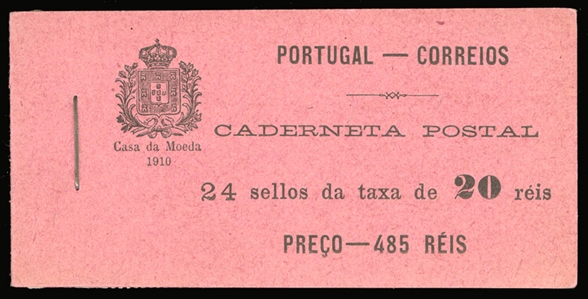 PORTUGAL — CORREIOS
CADERNETA POSTAL
Casa da Moeda
1910
24 sellos da taxa de 20 réis
PREÇO—485 RÉIS